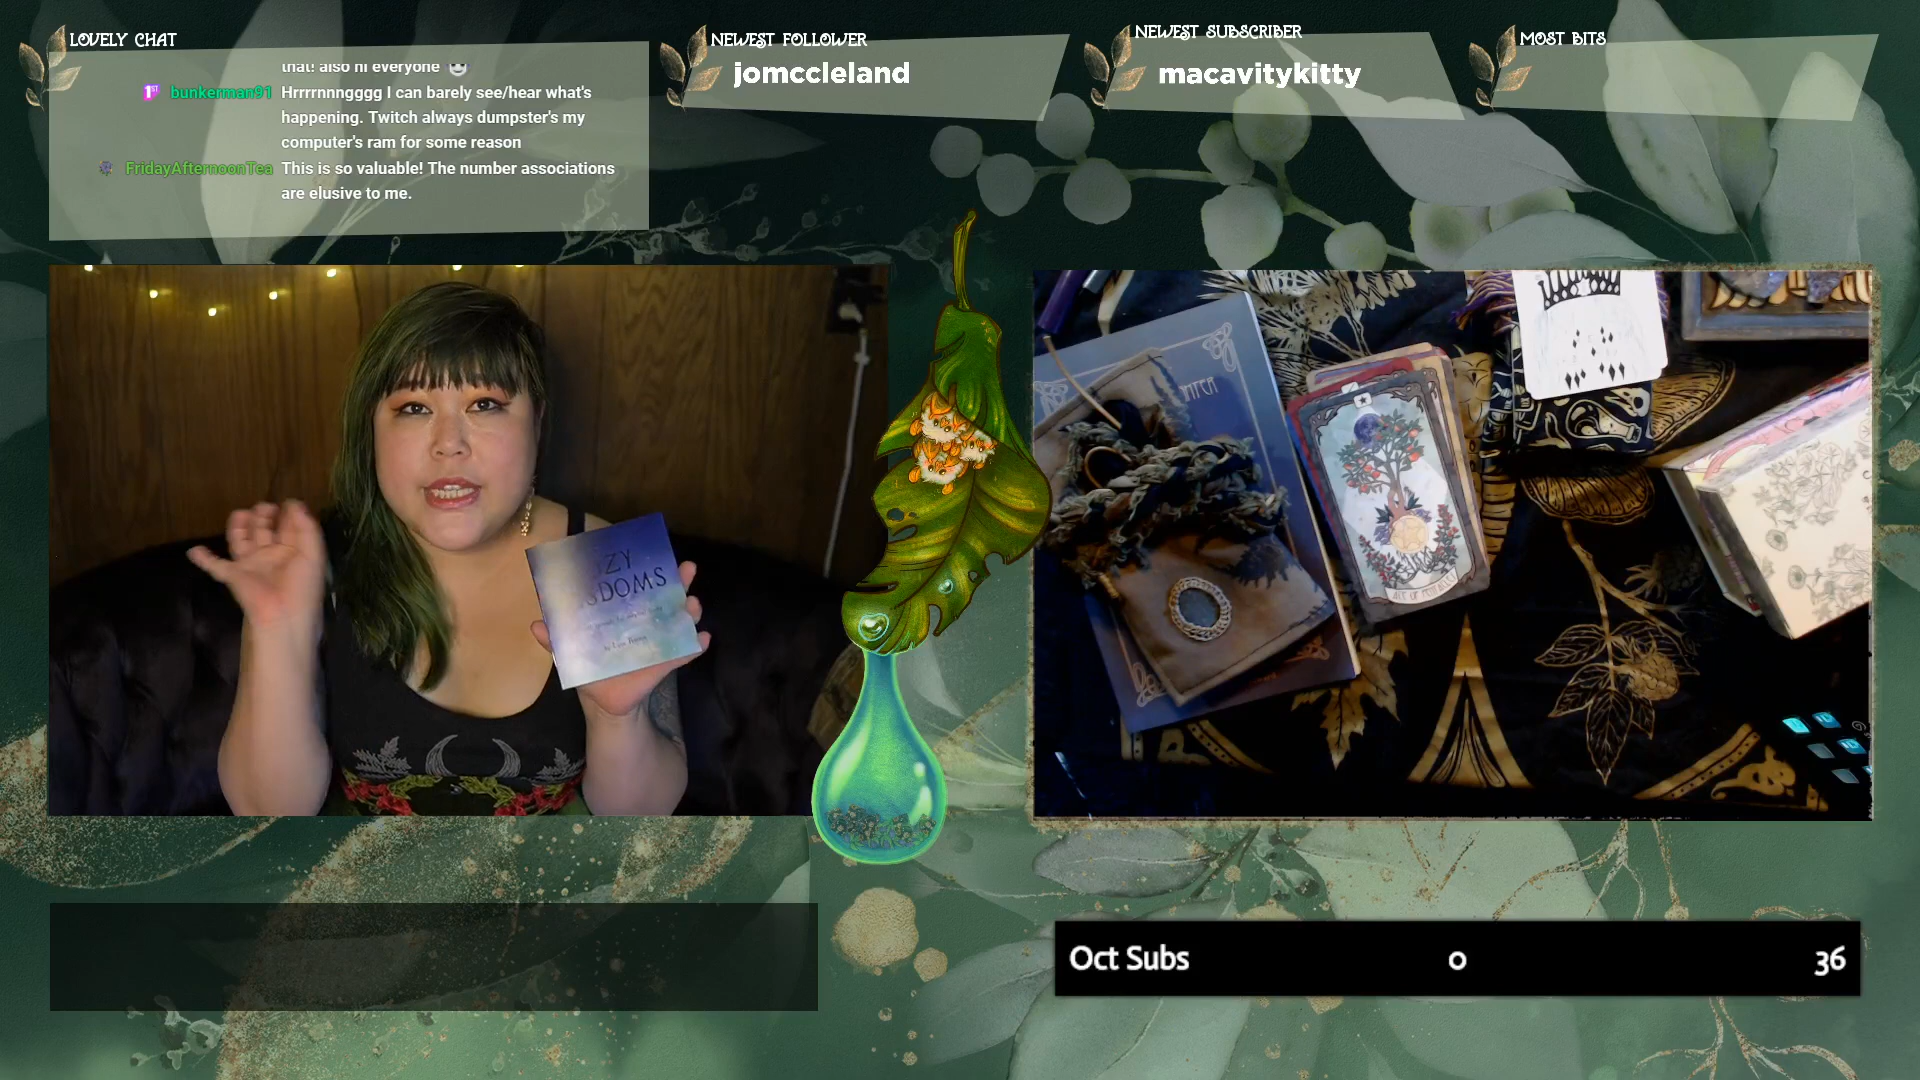 LOVELY CHAT
that! also hi everyone
bunkerman91 Hrrrrnnngggg I can barely see/hear what's
happening. Twitch always dumpster's my
computer's ram for some reason
FridayAfternoonTea This is so valuable! The number associations
are elusive to me.
NEWEST FOLLOWER
jomccleland
NEWEST SUBSCRIBER
macavitykitty
MOST BITS
Oct Subs 0 36